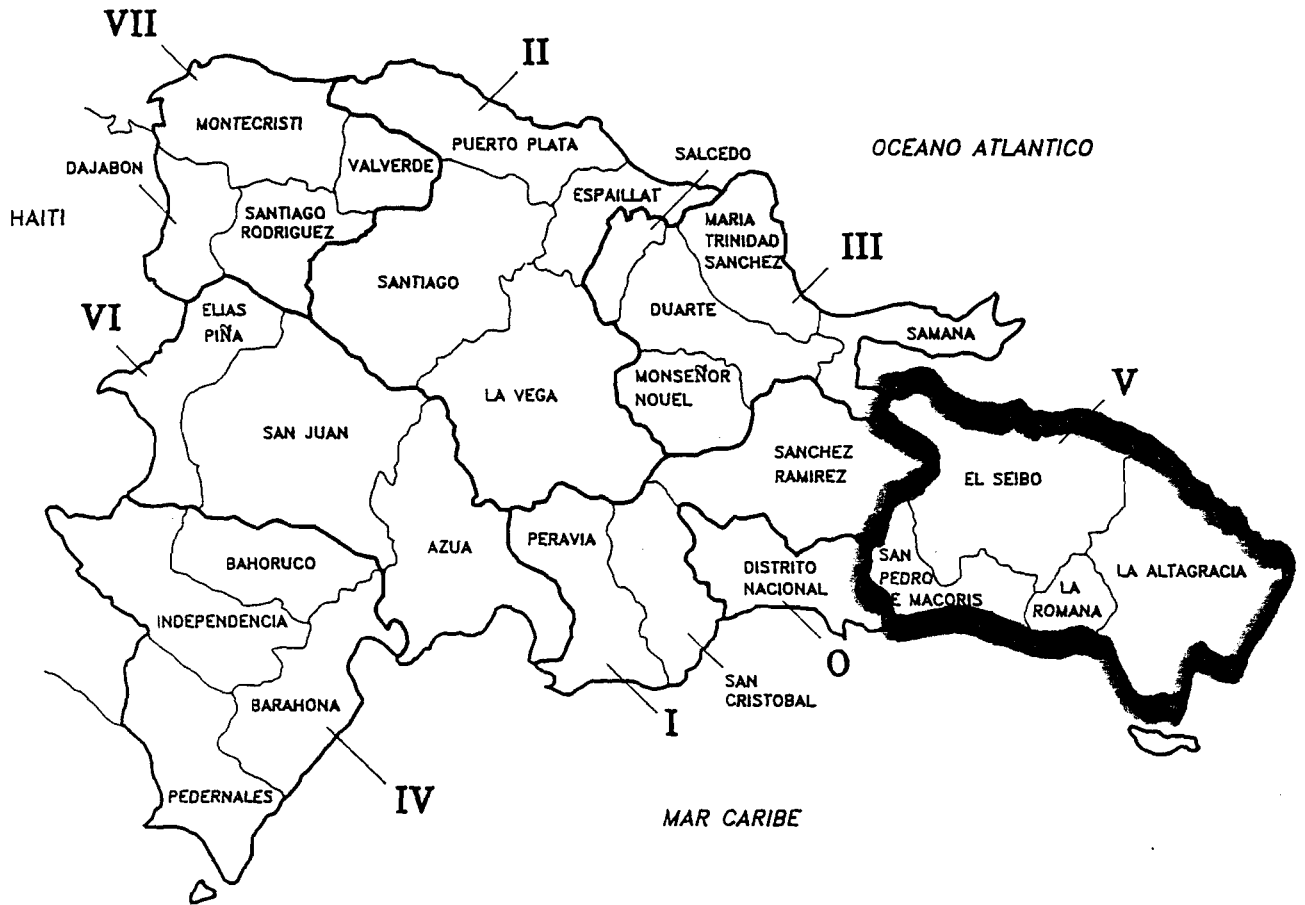 VII
II
MONTECRISTI
PUERTO PLATA
OCEANO ATLANTICO
SALCEDO
VALVERDE
DAJABON
ESPAILLAT
HAITI
SANTIAGO
RODRIGUEZ
MARIA
TRINIDAD
SANCHEZ
III
SANTIAGO
ELIAS
PIÑA
VI
DUARTE
SAMANA
MONSEÑOR
NOUEL
V
LA VEGA
SAN JUAN
SANCHEZ
RAMIREZ
EL SEIBO
AZUA
PERAVIA
BAHORUCO
DISTRITO
NACIONAL
SAN
PEDRO
E MACORIS
LA
ROMANA
LA ALTAGRACIA
INDEPENDENCIA
O
SAN
CRISTOBAL
BARAHONA
I
IV
PEDERNALES
MAR CARIBE